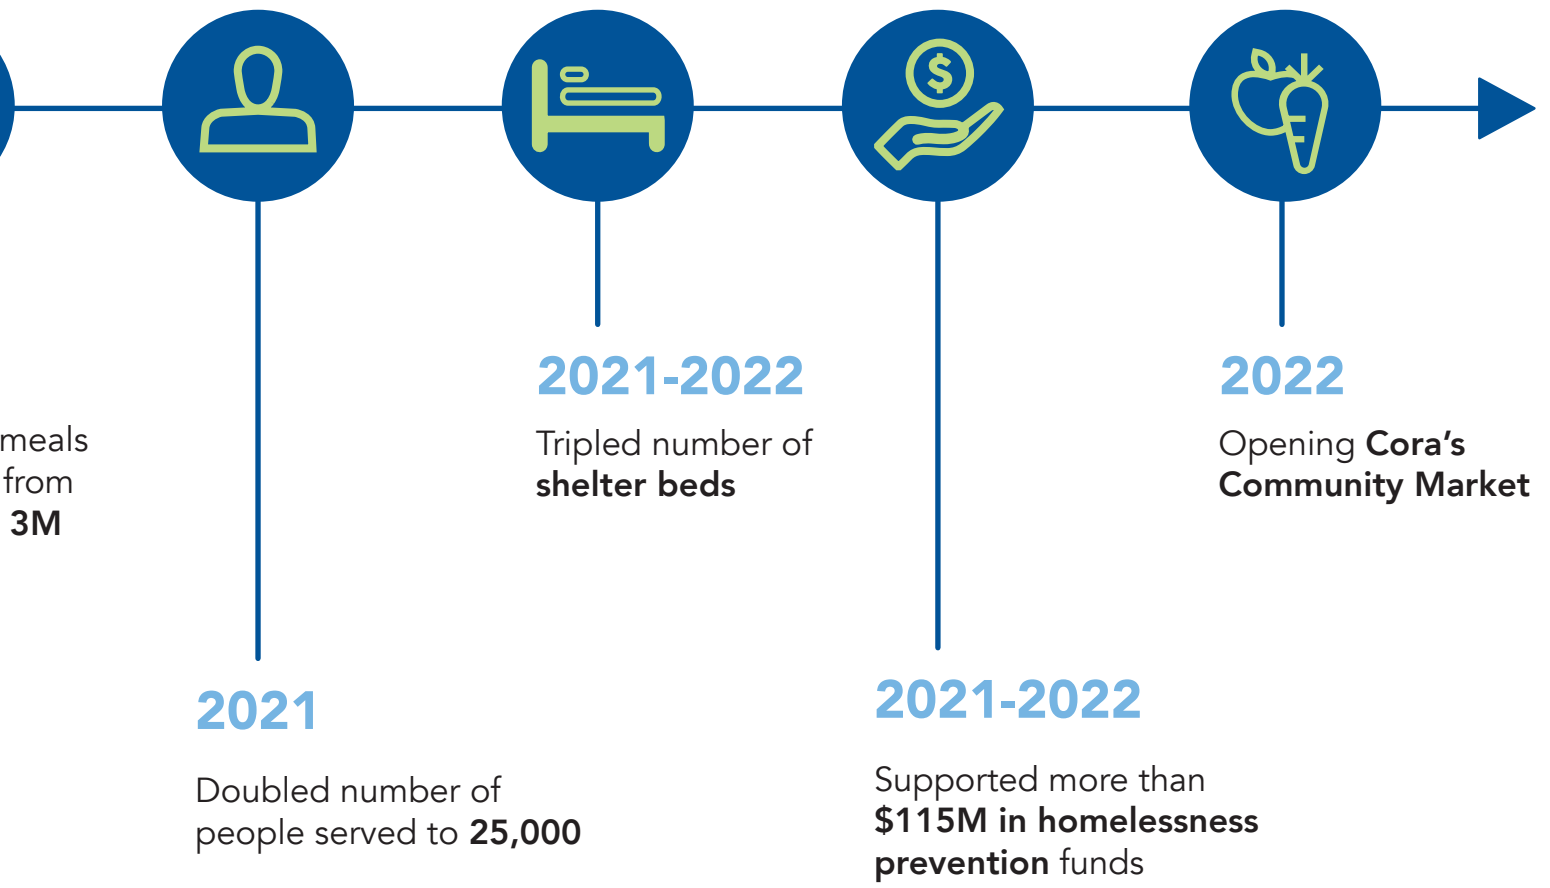 meals
from
3M
2021
Doubled number of
people served to 25,000
2021-2022
Tripled number of
shelter beds
2021-2022
Supported more than
$115M in homelessness
prevention funds
2022
Opening Cora’s
Community Market